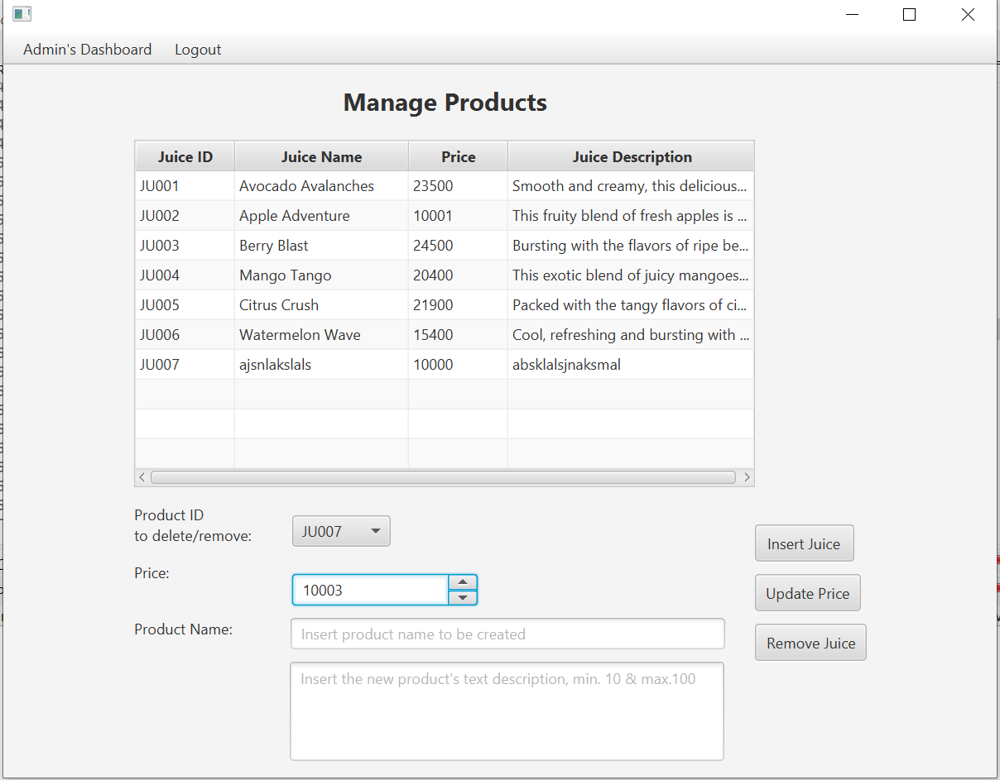 Admin's Dashboard Logout
Manage Products
Juice ID Juice Name Price Juice Description
JU001 Avocado Avalanches 23500 Smooth and creamy, this delicious...
JU002 Apple Adventure 10001 This fruity blend of fresh apples is ...
JU003 Berry Blast 24500 Bursting with the flavors of ripe be...
JU004 Mango Tango 20400 This exotic blend of juicy mangoes...
JU005 Citrus Crush 21900 Packed with the tangy flavors of ci...
JU006 Watermelon Wave 15400 Cool, refreshing and bursting with ...
JU007 ajsnlakslals 10000 absklalsjnaksmal
Product ID
to delete/remove:
JU007
Insert Juice
Price:
10003
Update Price
Product Name:
Insert product name to be created
Remove Juice
Insert the new product's text description, min. 10 & max.100